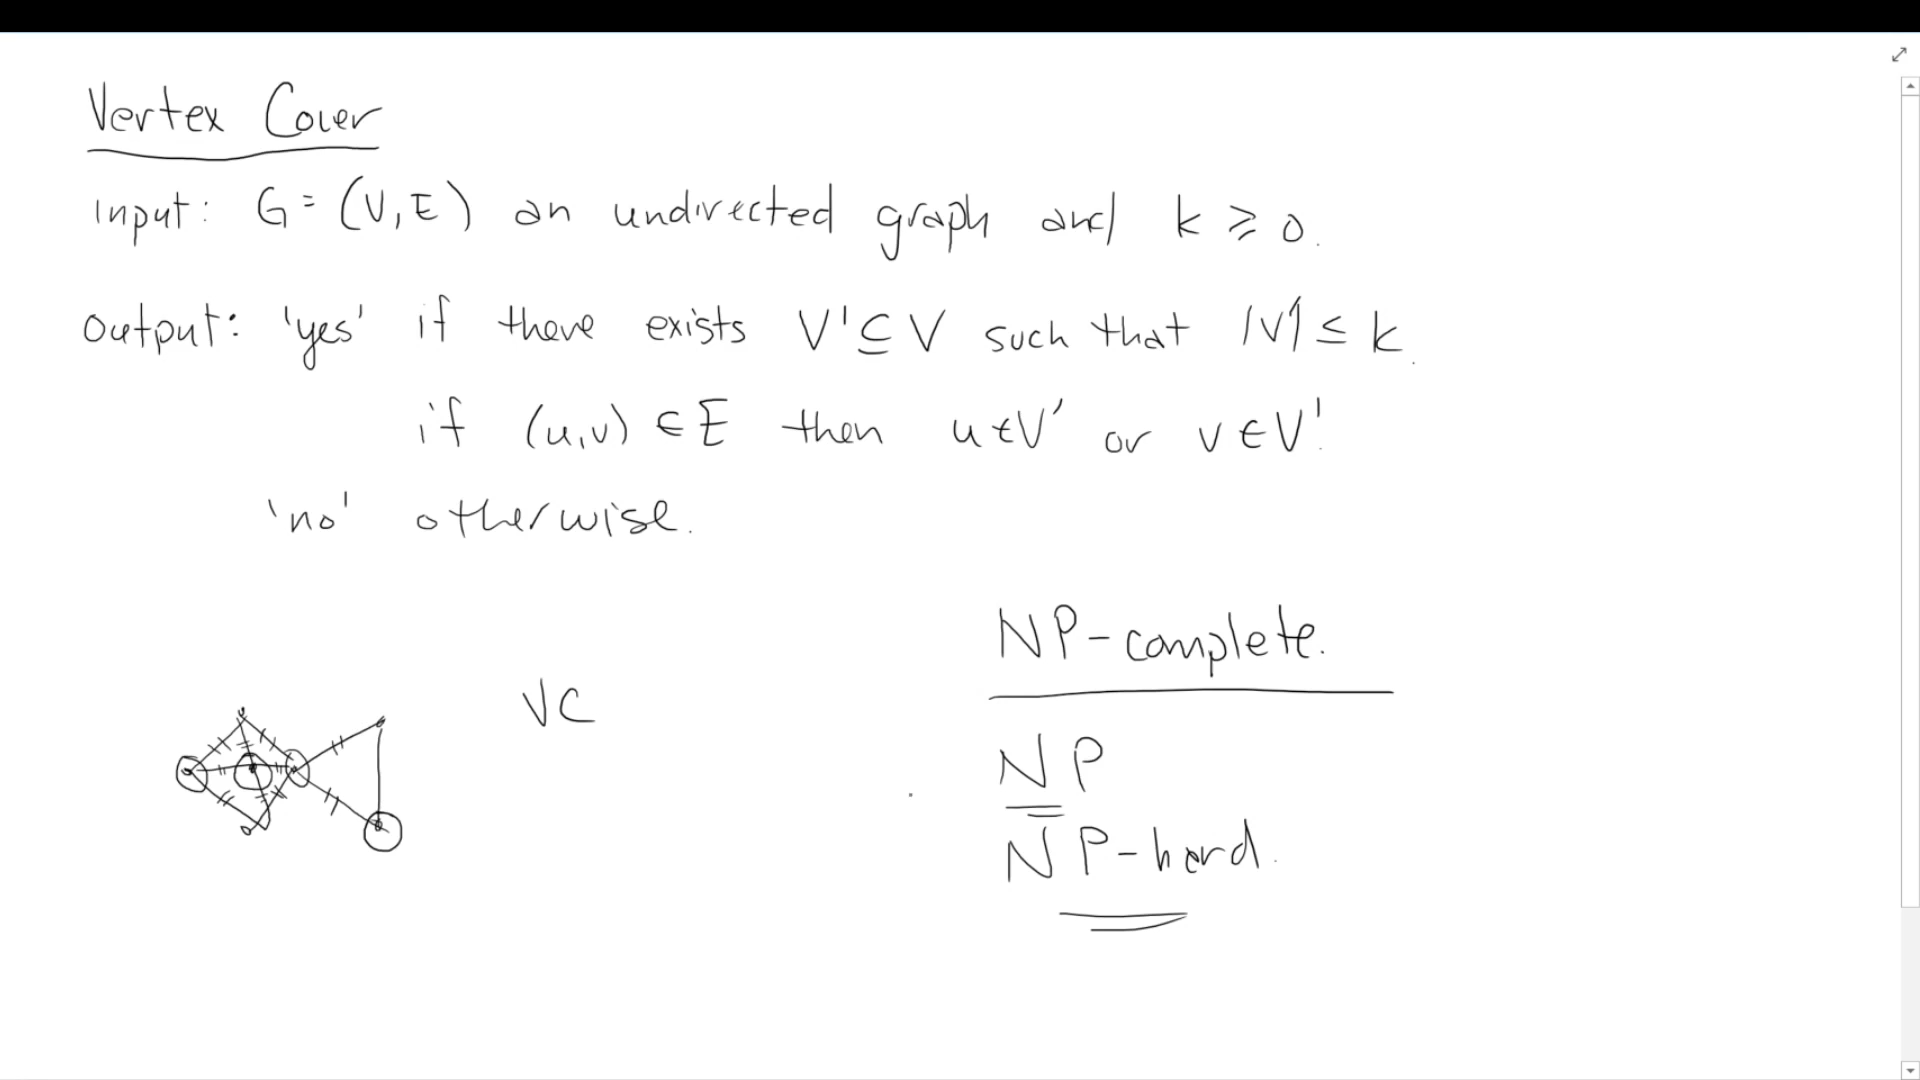 Vertex Cover
input: G = (V, E) an undirected graph and k ≥ 0.
output: 'yes' if there exists V' ⊆ V such that |V'| ≤ k.
if (u,v) ∈ E then u ∈ V' or v ∈ V'.
'no' otherwise.
NP-complete.
VC
NP
NP-hard.